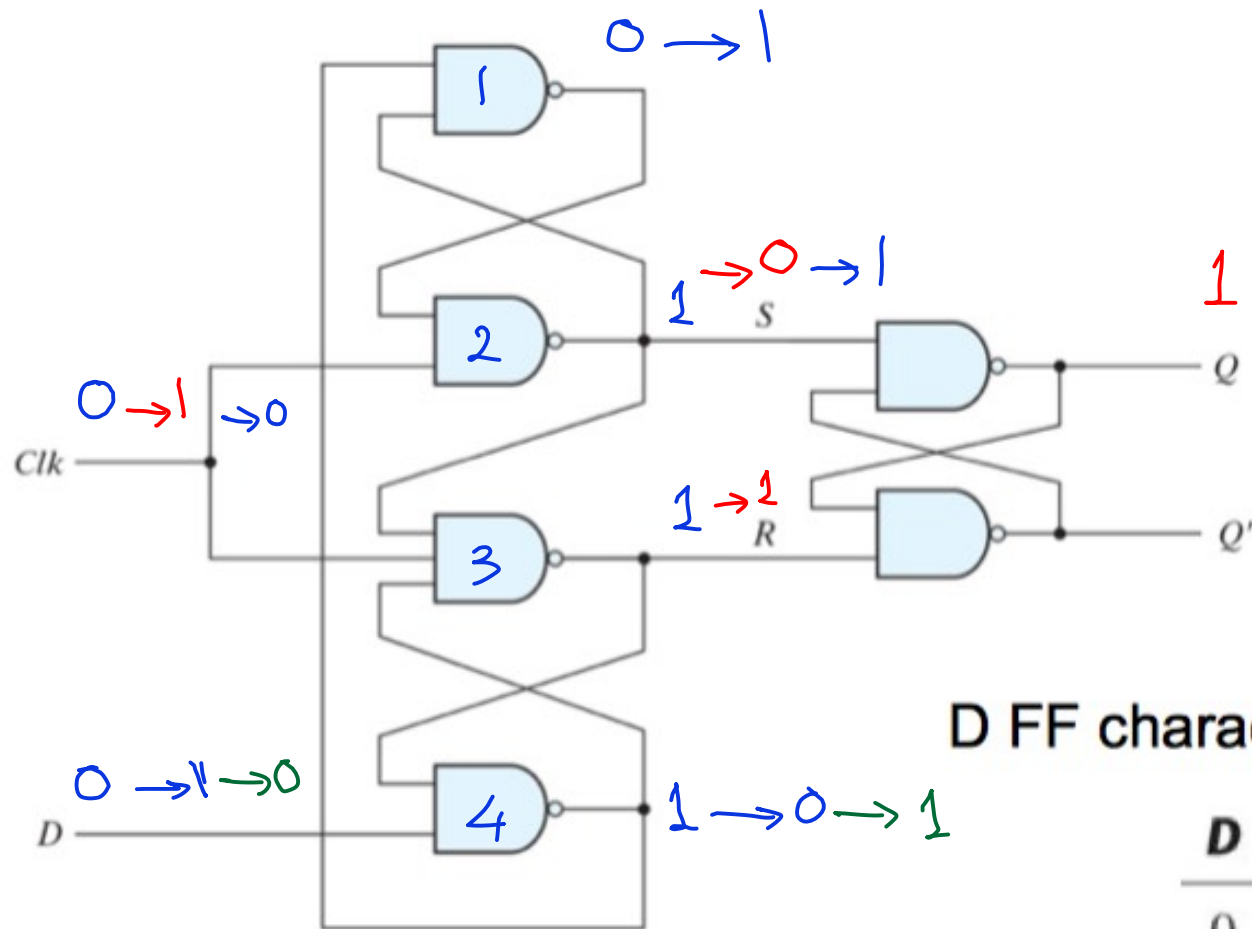 0 → 1
1
1 → 0 → 1
S
1
2
Q
0 → 1 → 0
Clk
1 → 1
R
3
Q'
D FF charac
0 → 1 → 0
D
4
1 → 0 → 1
D
0